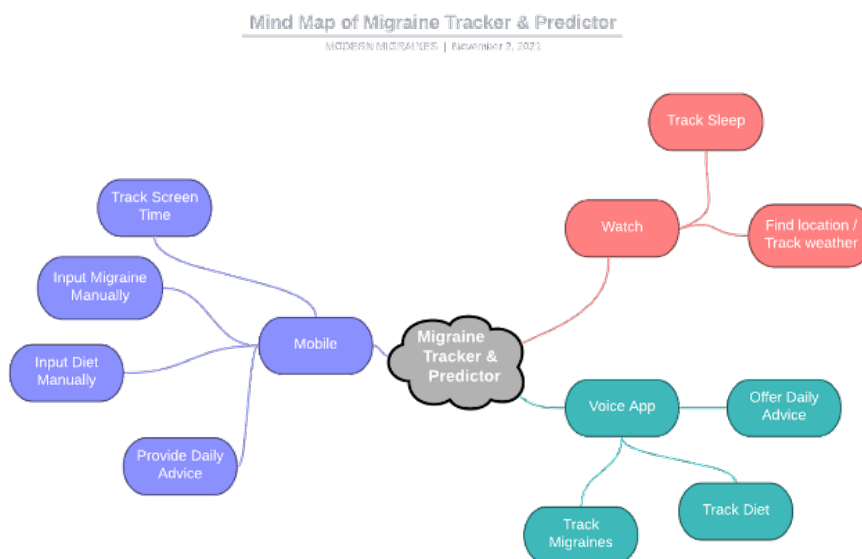 Mind Map of Migraine Tracker & Predictor
MODERN MIGRAINES | November 2, 2021
Track Sleep
Track Screen
Time
Watch
Find location /
Track weather
Input Migraine
Manually
Mobile
Migraine
Tracker &
Predictor
Input Diet
Manually
Voice App
Offer Daily
Advice
Provide Daily
Advice
Track
Migraines
Track Diet